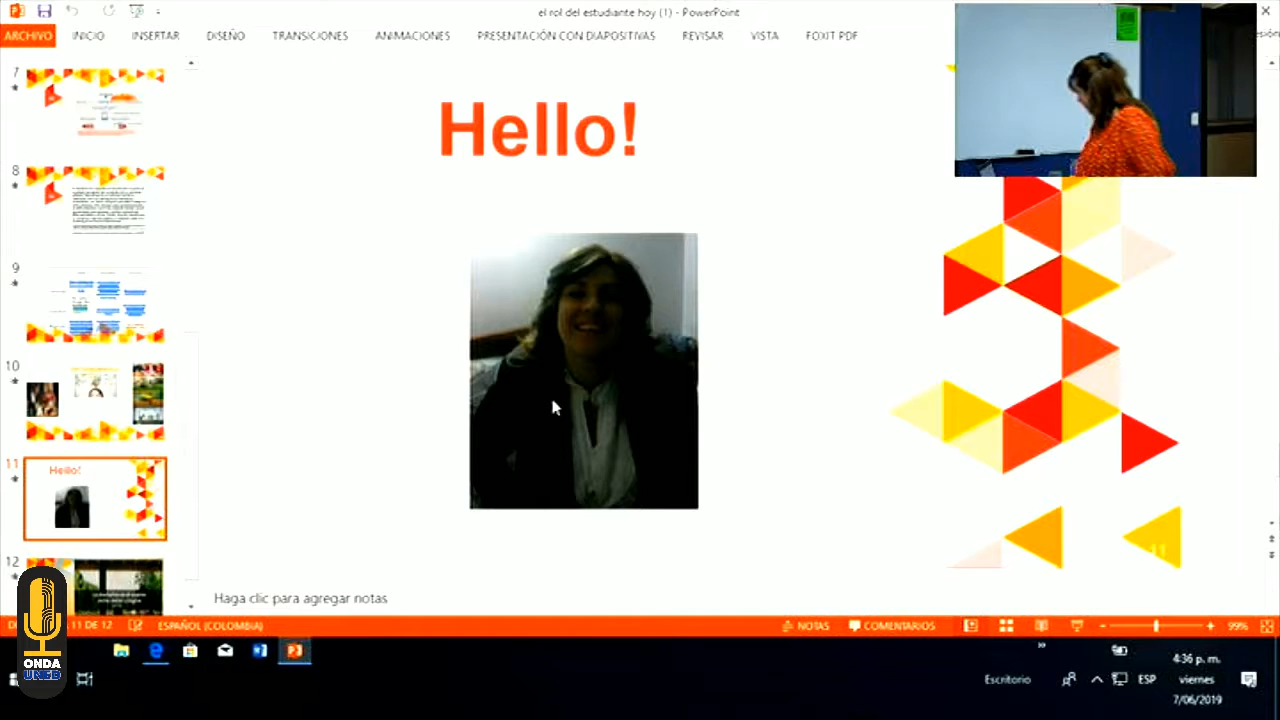 el rol del estudiante hoy (1) - PowerPoint
ARCHIVO INICIO INSERTAR DISEÑO TRANSICIONES ANIMACIONES PRESENTACIÓN CON DIAPOSITIVAS REVISAR VISTA FOXIT PDF
7
8
9
10
11
Hello!
12
Hello!
11
Haga clic para agregar notas
11 DE 12 ESPAÑOL (COLOMBIA) NOTAS COMENTARIOS 99%
ONDA
UNEB
Escritorio ESP
4:36 p. m.
viernes
7/06/2019